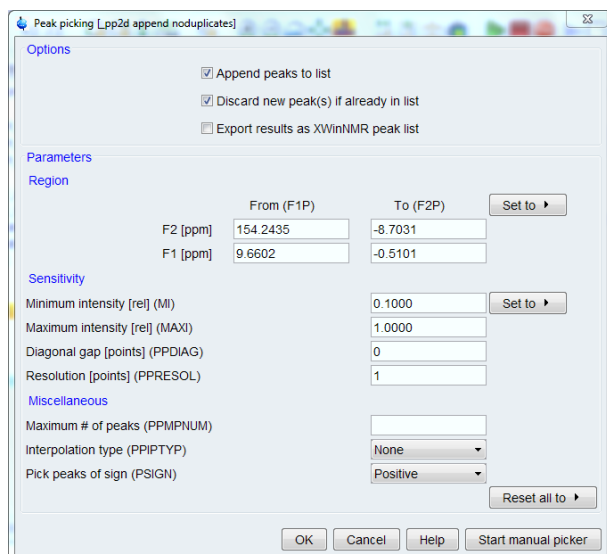 Peak picking [_pp2d append noduplicates]
Options
Append peaks to list
Discard new peak(s) if already in list
Export results as XWinNMR peak list
Parameters
Region
From (F1P) To (F2P) Set to
F2 [ppm] 154.2435 -8.7031
F1 [ppm] 9.6602 -0.5101
Sensitivity
Minimum intensity [rel] (MI) 0.1000 Set to
Maximum intensity [rel] (MAXI) 1.0000
Diagonal gap [points] (PPDIAG) 0
Resolution [points] (PPRESOL) 1
Miscellaneous
Maximum # of peaks (PPMPNUM)
Interpolation type (PPIPTYP) None
Pick peaks of sign (PSIGN) Positive
Reset all to
OK Cancel Help Start manual picker